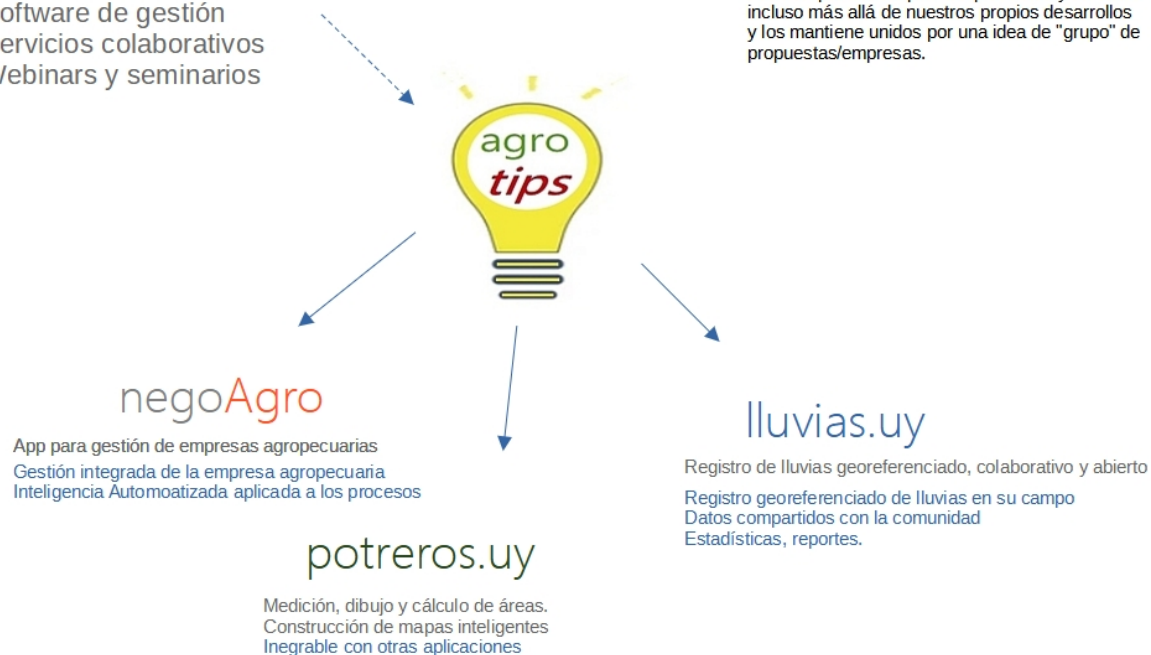 oftware de gestión
ervicios colaborativos
ebinars y seminarios
incluso más allá de nuestros propios desarrollos
y los mantiene unidos por una idea de "grupo" de
propuestas/empresas.
agro
tips
negoAgro
App para gestión de empresas agropecuarias
Gestión integrada de la empresa agropecuaria
Inteligencia Automoatizada aplicada a los procesos
lluvias.uy
Registro de lluvias georeferenciado, colaborativo y abierto
Registro georeferenciado de lluvias en su campo
Datos compartidos con la comunidad
Estadísticas, reportes.
potreros.uy
Medición, dibujo y cálculo de áreas.
Construcción de mapas inteligentes
Inegrable con otras aplicaciones